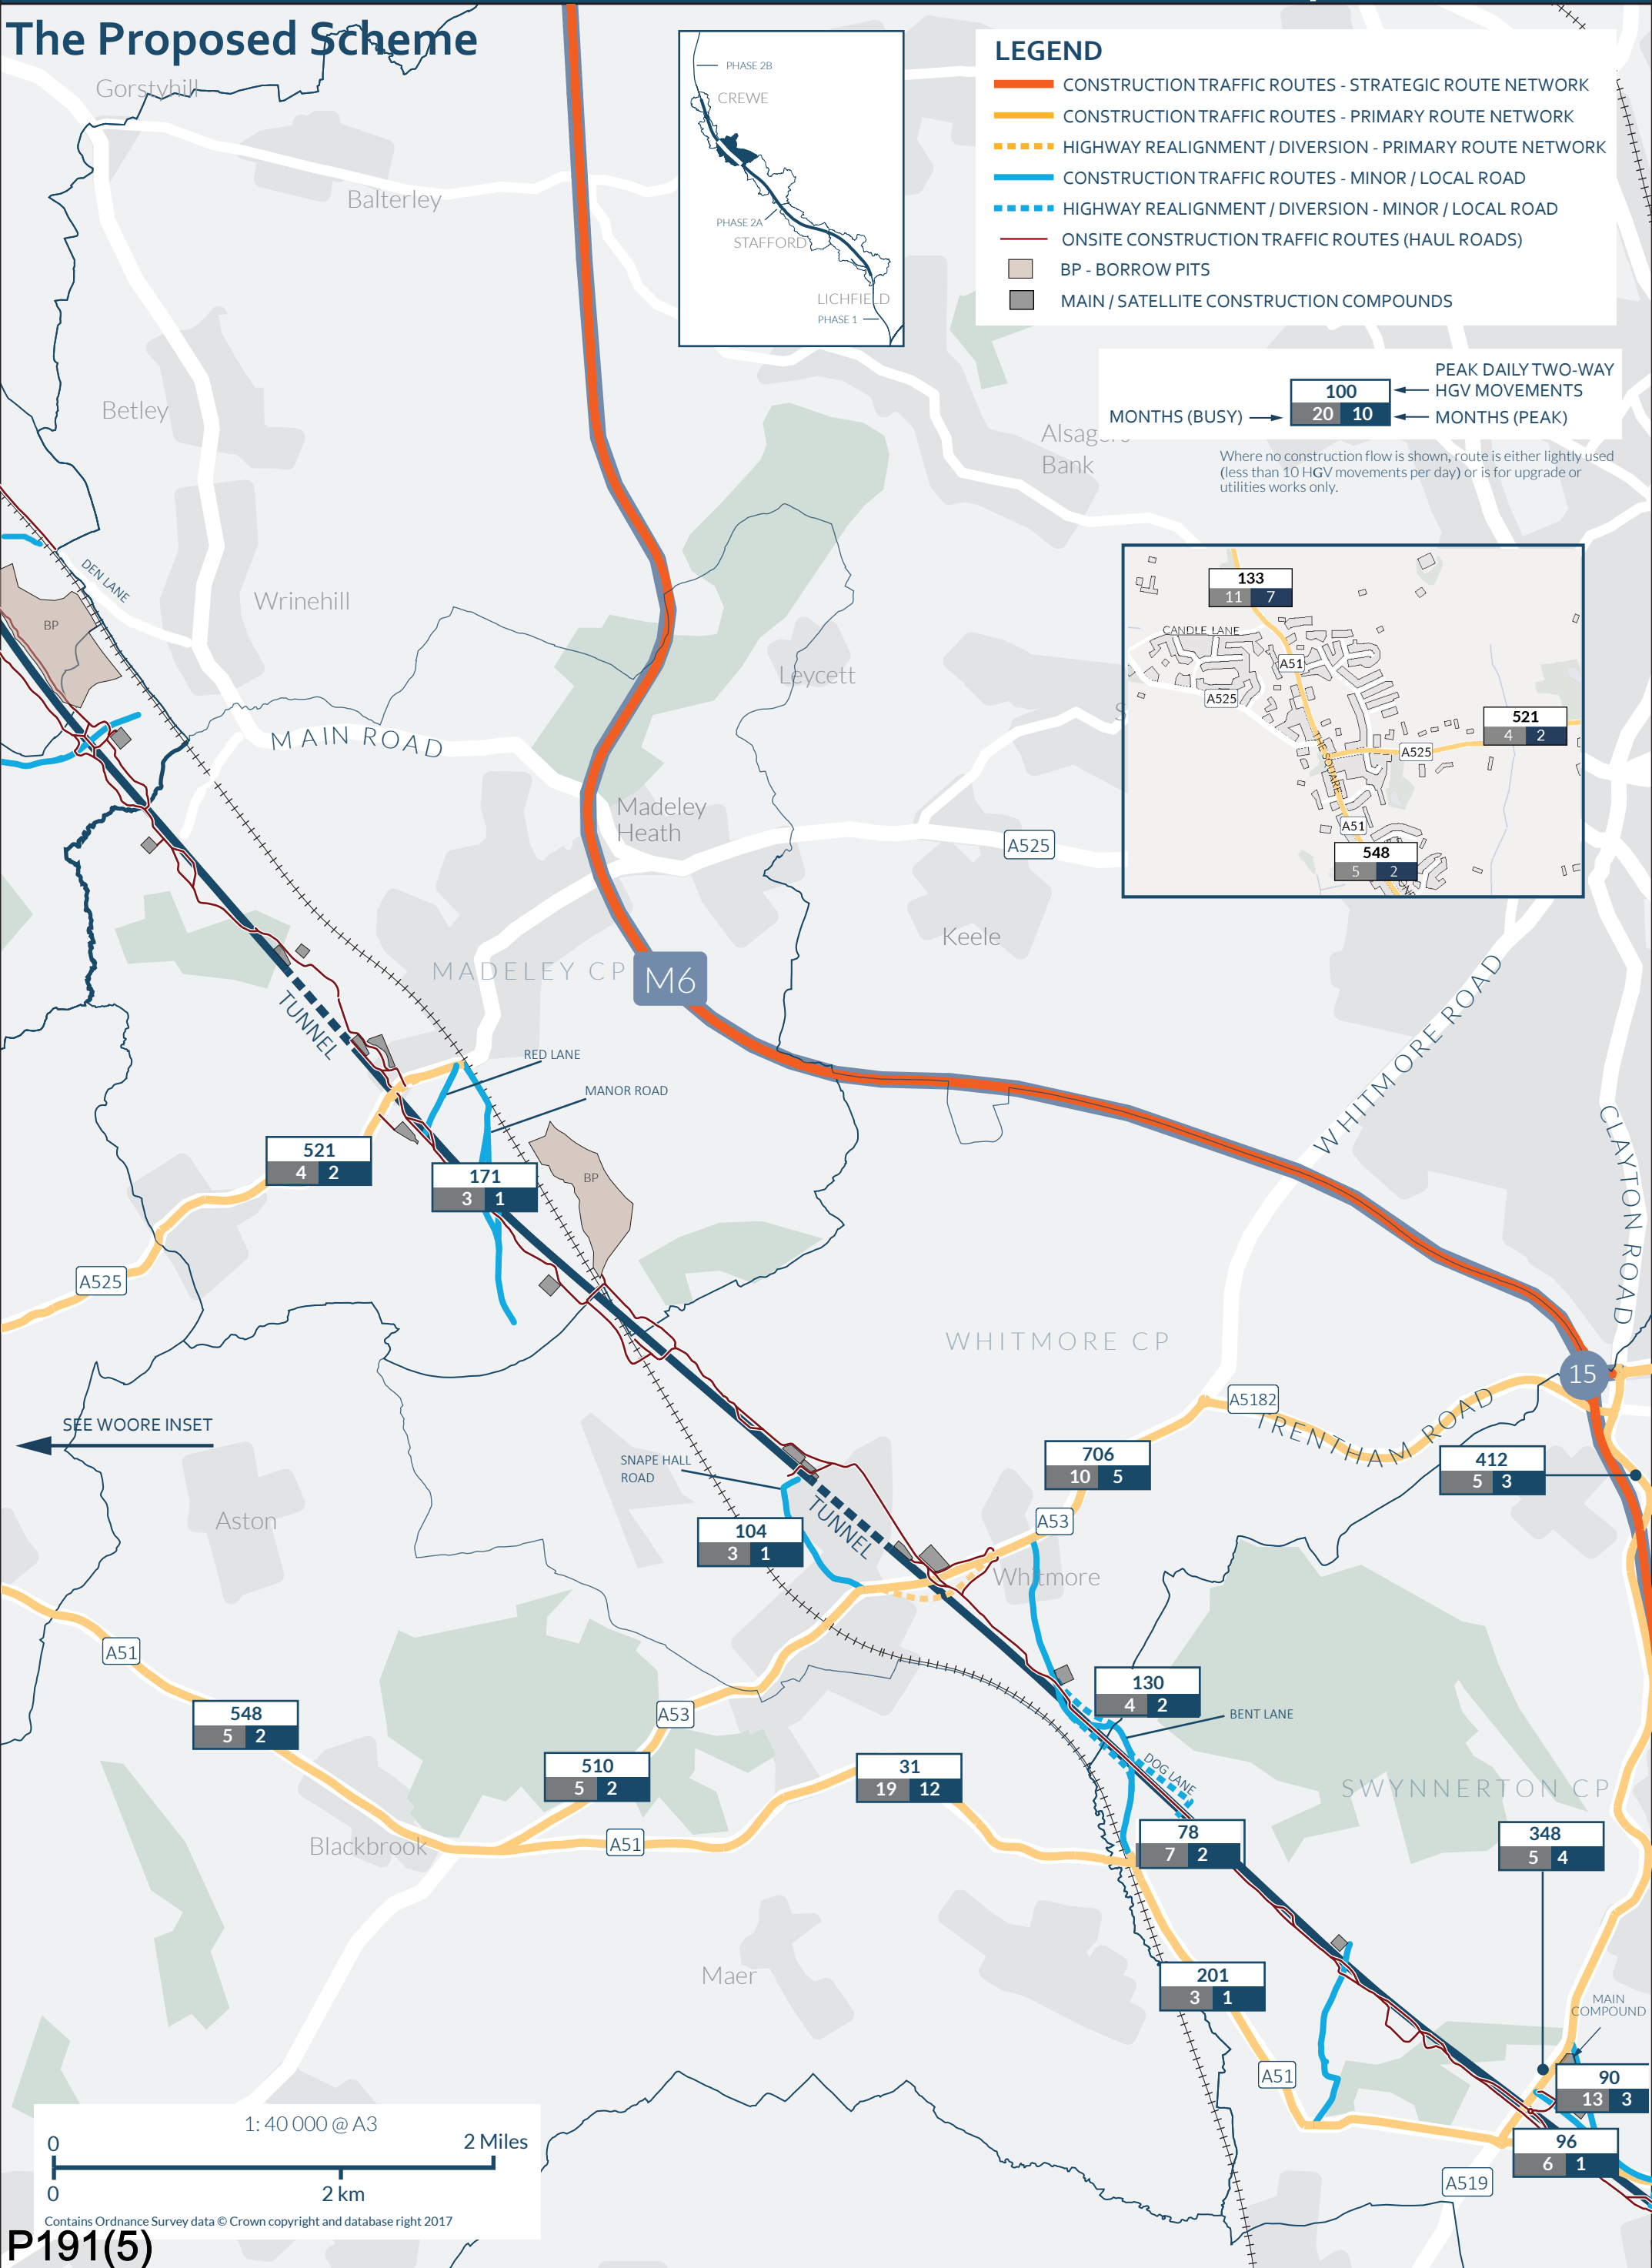 The Proposed Scheme
Gorstyhill
Balterley
Betley
Wrinehill
DEN LANE
BP
MAIN ROAD
Leycett
Madeley
Heath
A525
Keele
MADELEY CP
M6
TUNNEL
RED LANE
MANOR ROAD
521
4 2
171
3 1
BP
A525
PHASE 2B
CREWE
PHASE 2A
STAFFORD
LICHFIELD
PHASE 1
LEGEND
CONSTRUCTION TRAFFIC ROUTES - STRATEGIC ROUTE NETWORK
CONSTRUCTION TRAFFIC ROUTES - PRIMARY ROUTE NETWORK
HIGHWAY REALIGNMENT / DIVERSION - PRIMARY ROUTE NETWORK
CONSTRUCTION TRAFFIC ROUTES - MINOR / LOCAL ROAD
HIGHWAY REALIGNMENT / DIVERSION - MINOR / LOCAL ROAD
ONSITE CONSTRUCTION TRAFFIC ROUTES (HAUL ROADS)
BP - BORROW PITS
MAIN / SATELLITE CONSTRUCTION COMPOUNDS
PEAK DAILY TWO-WAY
HGV MOVEMENTS
100
MONTHS (BUSY)
20 10
MONTHS (PEAK)
Bank
Where no construction flow is shown, route is either lightly used
(less than 10 HGV movements per day) or is for upgrade or
utilities works only.
133
11 7
CANDLE LANE
A51
A525
521
4 2
A525
THE SQUARE
A51
548
5 2
WHITMORE ROAD
CLAYTON ROAD
WHITMORE CP
15
A5182
TRENTHAM ROAD
SEE WOORE INSET
SNAPE HALL
ROAD
706
10 5
412
5 3
Aston
TUNNEL
A53
104
3 1
Whitmore
A51
130
4 2
548
5 2
A53
BENT LANE
510
5 2
31
19 12
DOG LANE
SWYNNERTON CP
Blackbrook
A51
78
7 2
348
5 4
Maer
201
3 1
MAIN
COMPOUND
A51
90
13 3
96
6 1
A519
1: 40 000 @ A3
0 2 Miles
0 2 km
Contains Ordnance Survey data © Crown copyright and database right 2017
P191(5)